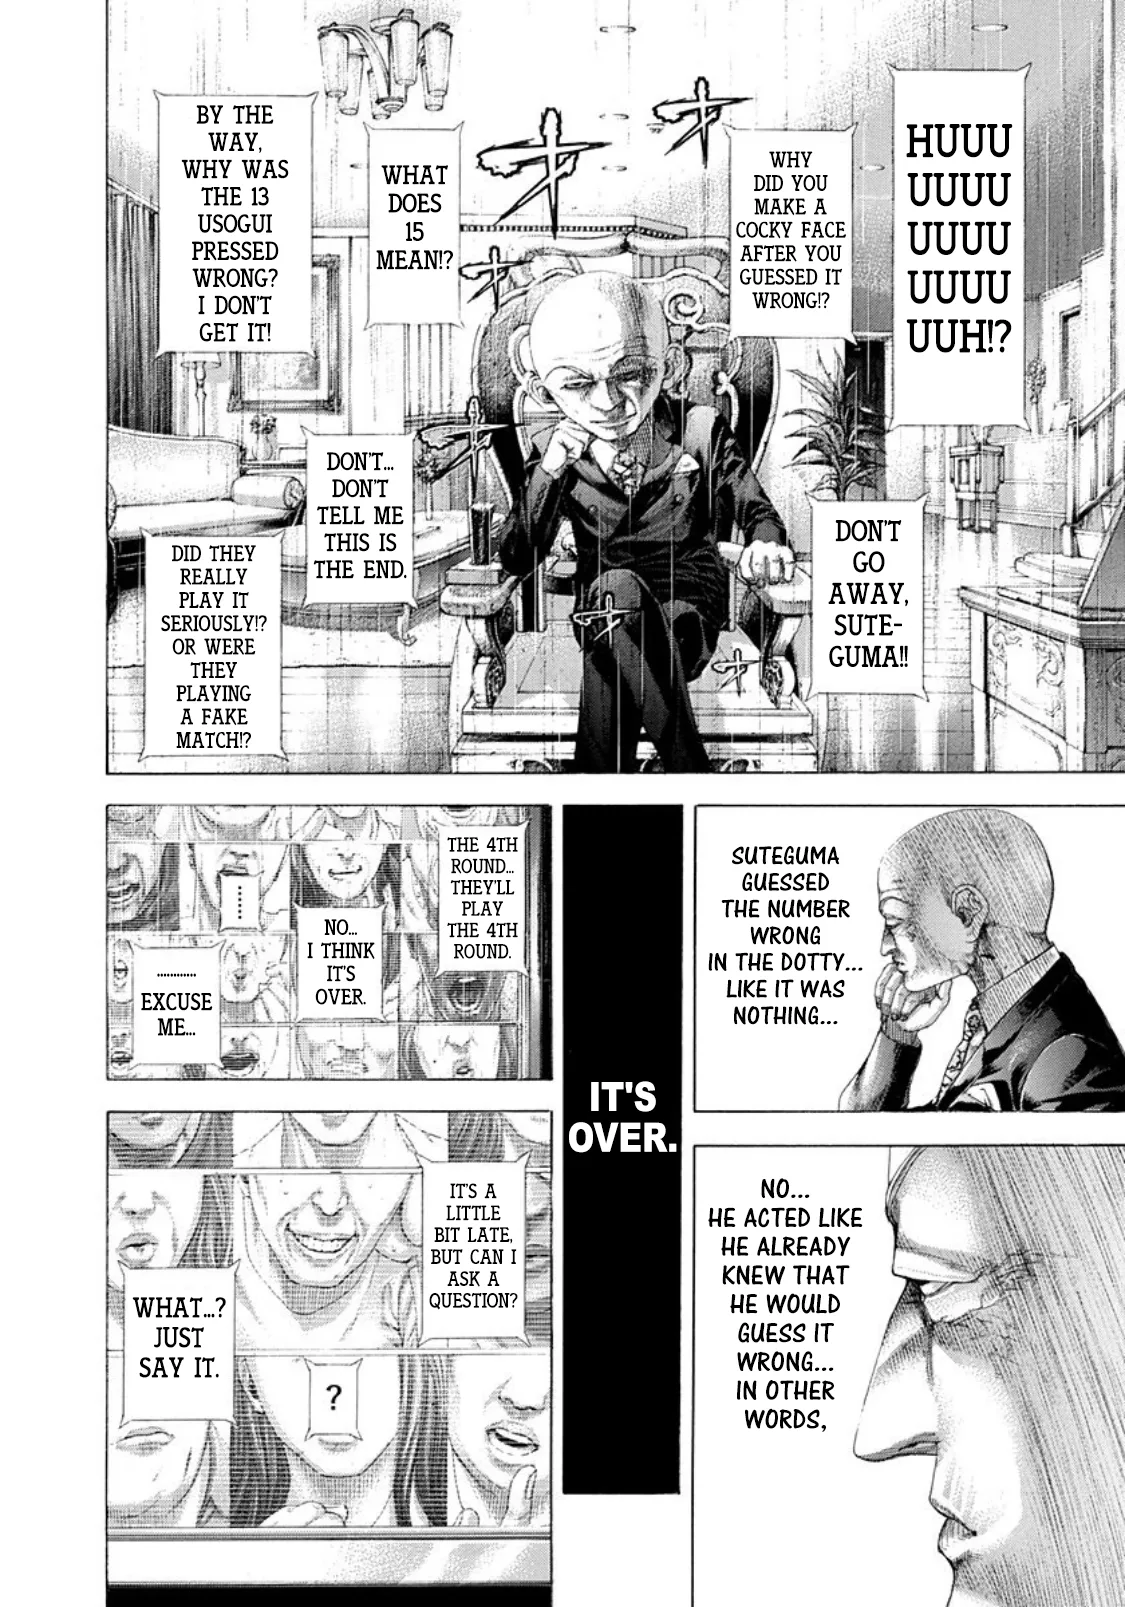 HUUU
UUUU
UUUU
UUUU
UUH!?
WHY
DID YOU
MAKE A
COCKY FACE
AFTER YOU
GUESSED IT
WRONG!?
DON'T
GO
AWAY,
SUTE-
GUMA!!
WHAT
DOES
15
MEAN!?
BY THE
WAY,
WHY WAS
THE 13
USOGUI
PRESSED
WRONG?
I DON'T
GET IT!
DON'T...
DON'T
TELL ME
THIS IS
THE END.
DID THEY
REALLY
PLAY IT
SERIOUSLY!?
OR WERE
THEY
PLAYING
A FAKE
MATCH!?
オ
オ
オ
オ
オ
オ
SUTEGUMA
GUESSED
THE NUMBER
WRONG
IN THE DOTTY...
LIKE IT WAS
NOTHING...
NO...
HE ACTED LIKE
HE ALREADY
KNEW THAT
HE WOULD
GUESS IT
WRONG...
IN OTHER
WORDS,
IT'S
OVER.
THE 4TH
ROUND...
THEY'LL
PLAY
THE 4TH
ROUND.
NO...
I THINK
IT'S
OVER.
......
.............
EXCUSE
ME...
IT'S A
LITTLE
BIT LATE,
BUT CAN I
ASK A
QUESTION?
?
WHAT...?
JUST
SAY IT.